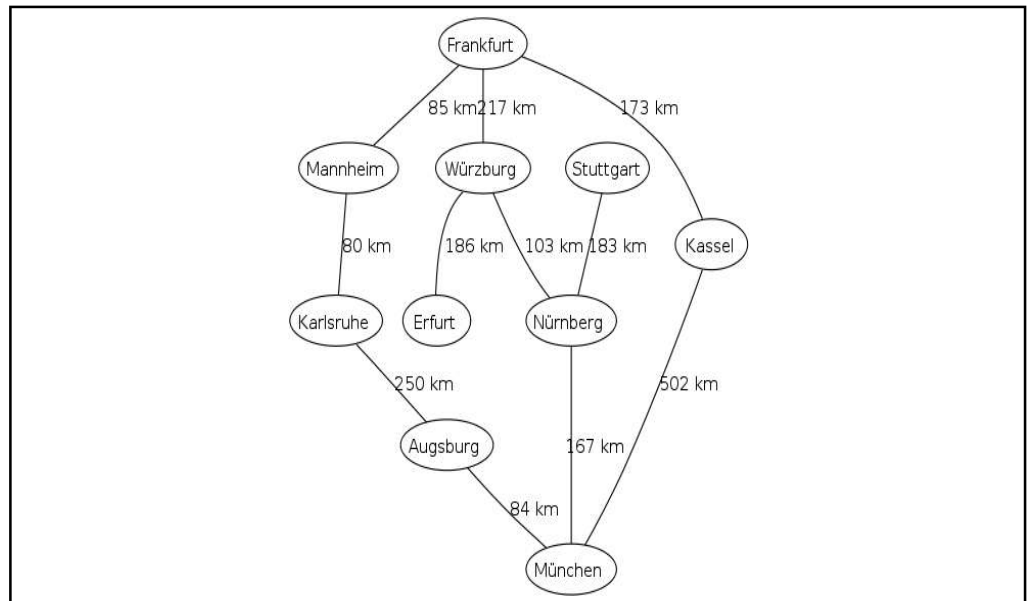 Frankfurt
85 km
217 km
173 km
Mannheim
Würzburg
Stuttgart
Kassel
80 km
186 km
103 km
183 km
Karlsruhe
Erfurt
Nürnberg
250 km
502 km
Augsburg
167 km
84 km
München